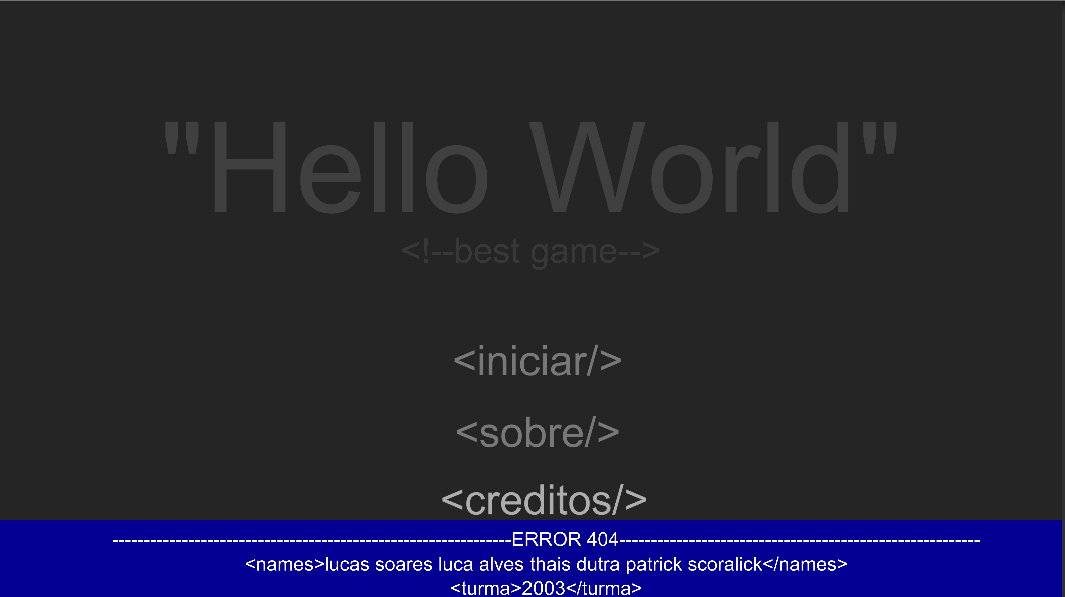 "Hello World"
<!--best game-->
<iniciar/>
<sobre/>
<creditos/>
----------------------------------------------------------------ERROR 404----------------------------------------------------------
<names>lucas soares luca alves thais dutra patrick scoralick</names>
<turma>2003</turma>